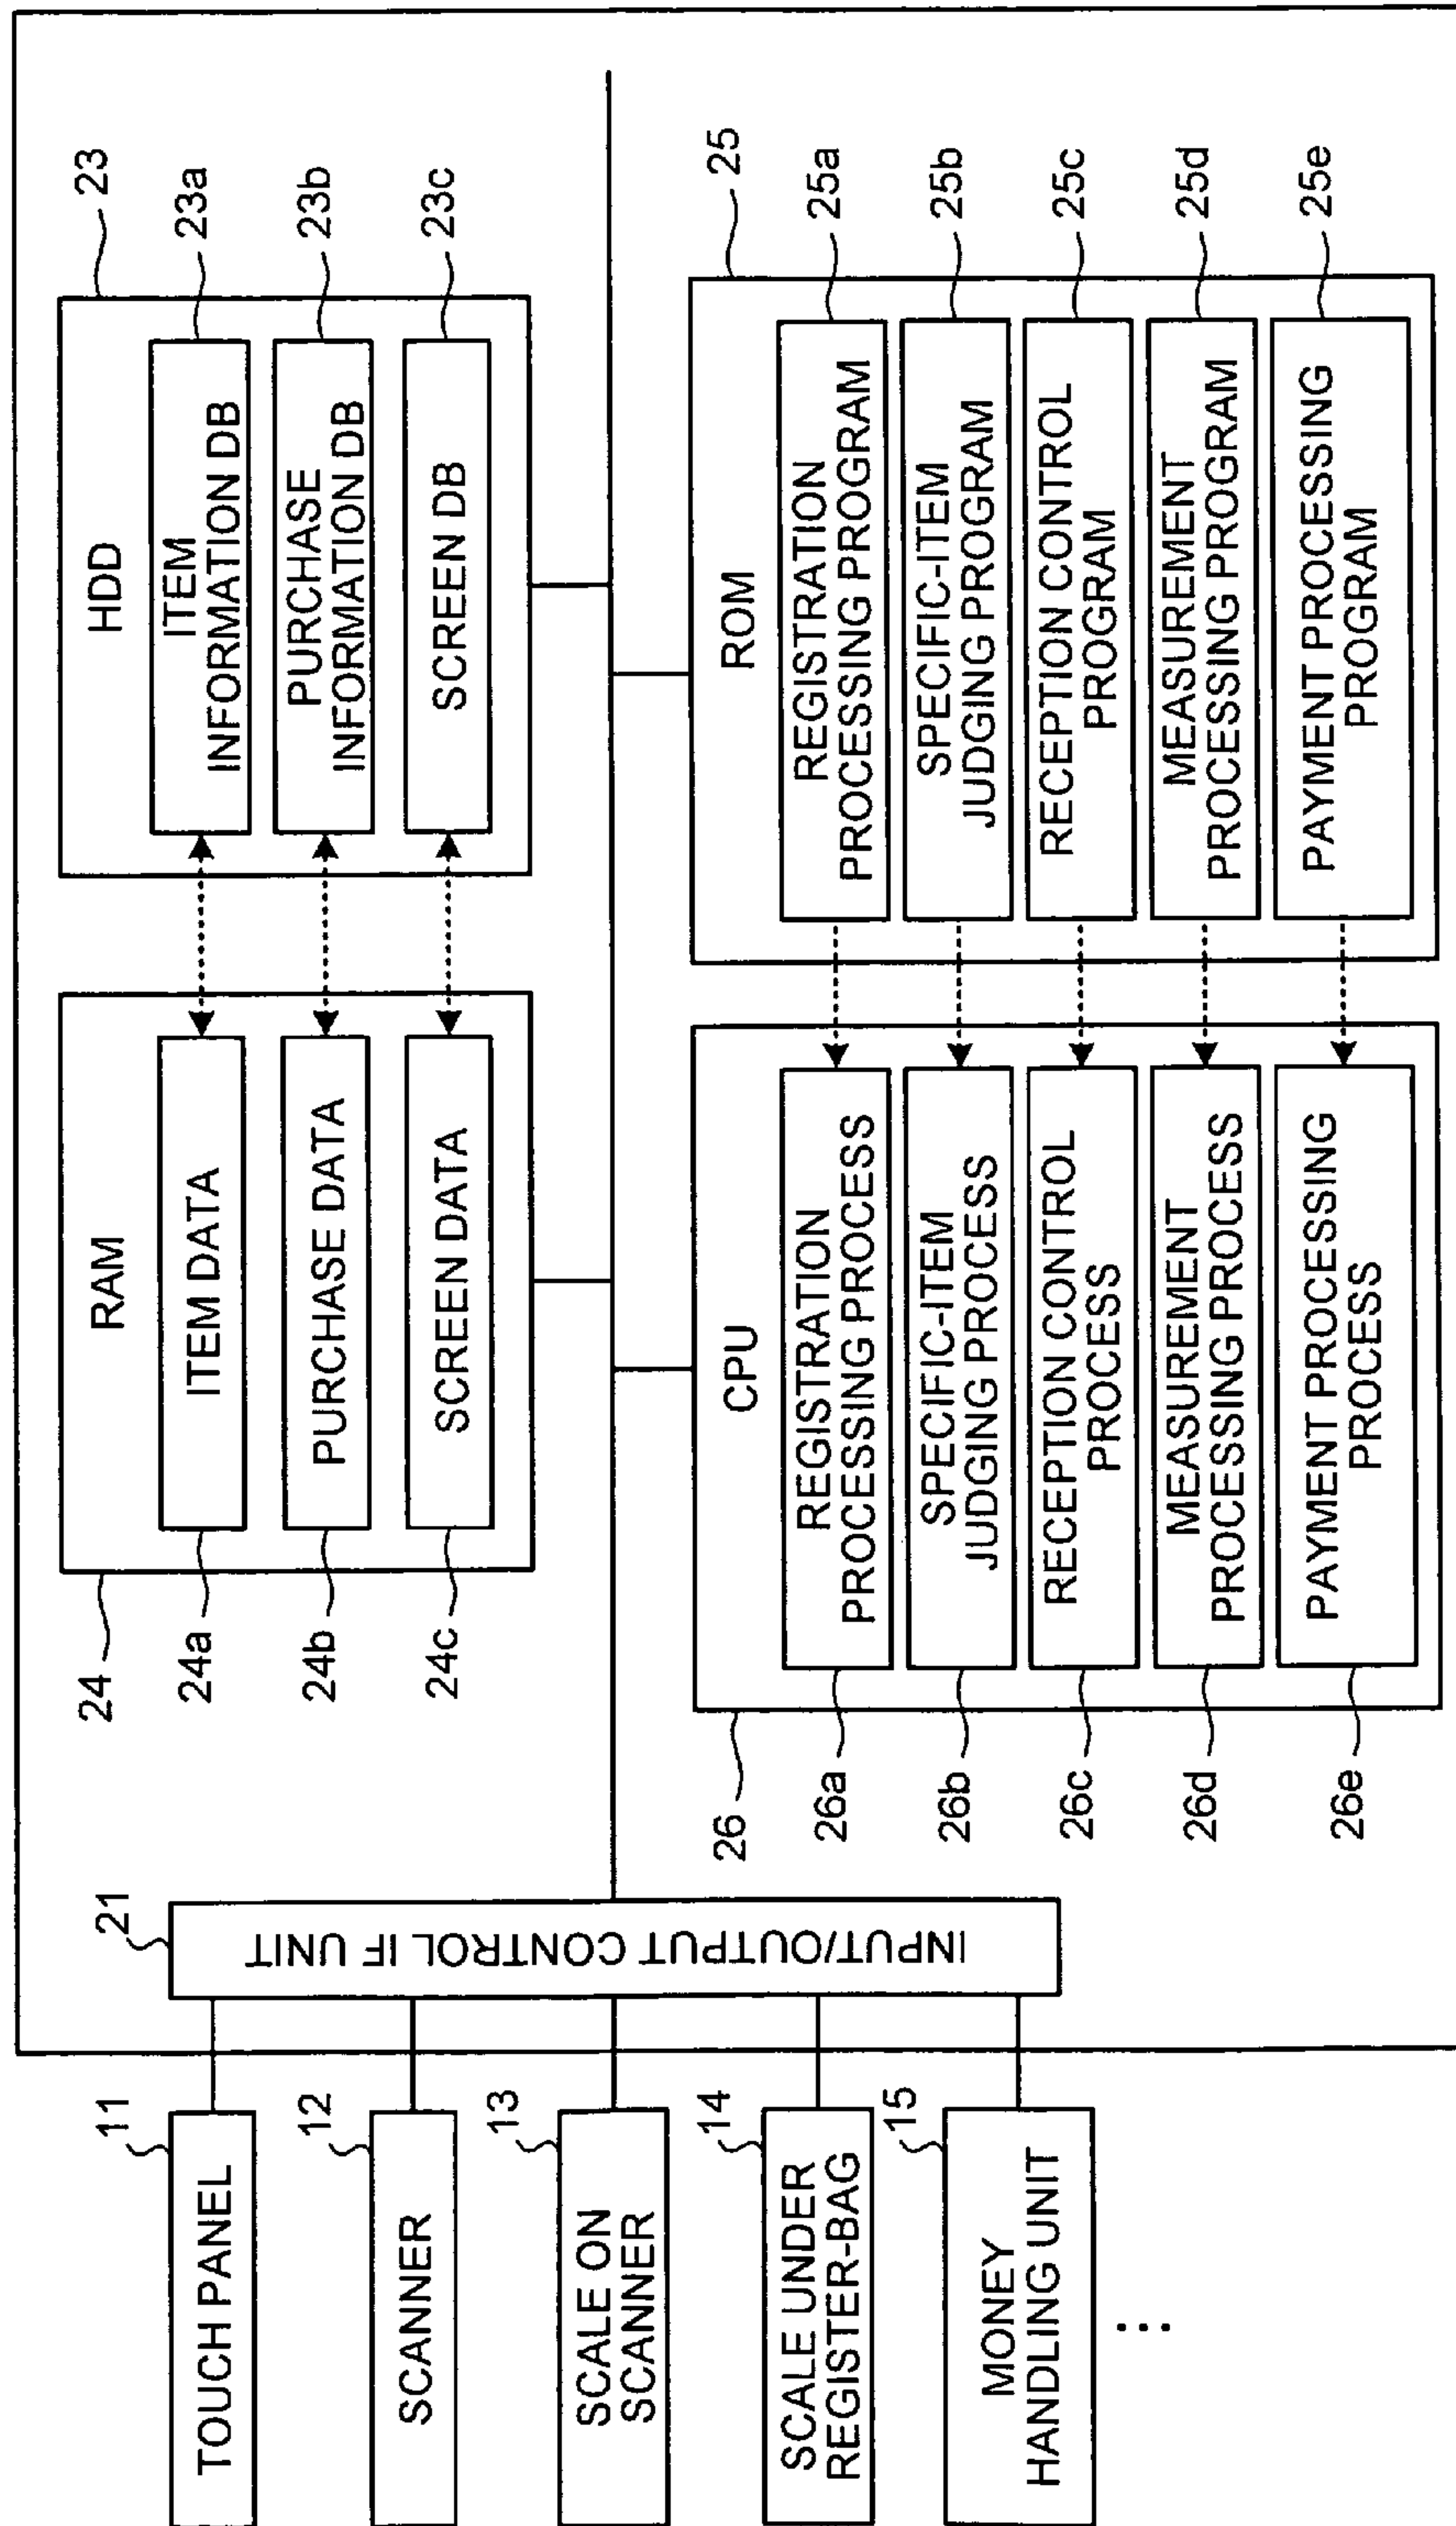 11
TOUCH PANEL
12
SCANNER
13
SCALE ON
SCANNER
14
SCALE UNDER
REGISTER-BAG
15
MONEY
HANDLING UNIT
...
21
INPUT/OUTPUT CONTROL IF UNIT
24
RAM
24a
ITEM DATA
24b
PURCHASE DATA
24c
SCREEN DATA
23
HDD
ITEM
INFORMATION DB
23a
PURCHASE
INFORMATION DB
23b
SCREEN DB
23c
26
CPU
26a
REGISTRATION
PROCESSING PROCESS
26b
SPECIFIC-ITEM
JUDGING PROCESS
26c
RECEPTION CONTROL
PROCESS
26d
MEASUREMENT
PROCESSING PROCESS
26e
PAYMENT PROCESSING
PROCESS
25
ROM
REGISTRATION
PROCESSING PROGRAM
25a
SPECIFIC-ITEM
JUDGING PROGRAM
25b
RECEPTION CONTROL
PROGRAM
25c
MEASUREMENT
PROCESSING PROGRAM
25d
PAYMENT PROCESSING
PROGRAM
25e